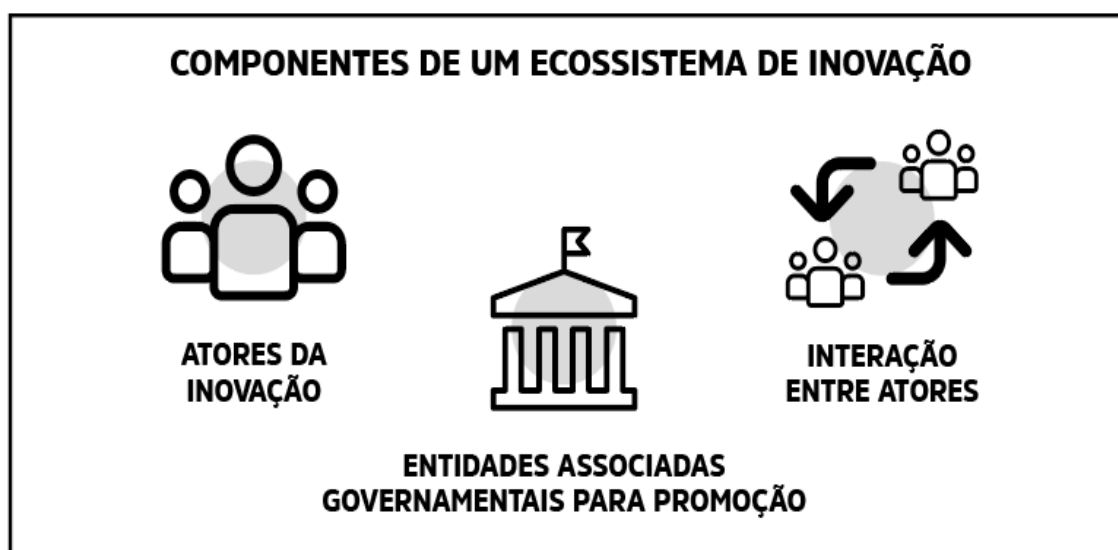 COMPONENTES DE UM ECOSSISTEMA DE INOVAÇÃO
ATORES DA
INOVAÇÃO
INTERAÇÃO
ENTRE ATORES
ENTIDADES ASSOCIADAS
GOVERNAMENTAIS PARA PROMOÇÃO